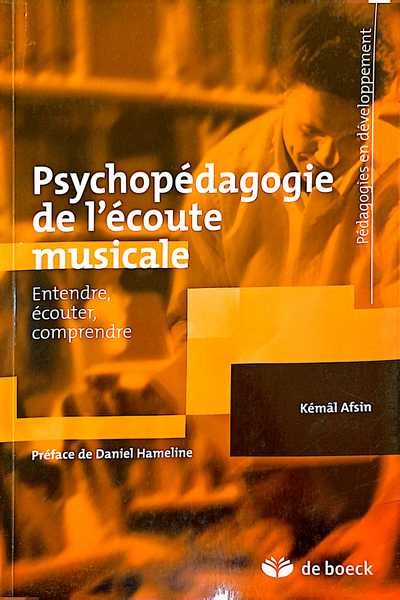 Pédagogies en développement
Psychopédagogie
de l'écoute
musicale
Entendre,
écouter,
comprendre
Kémâl Afsin
Préface de Daniel Hameline
de boeck